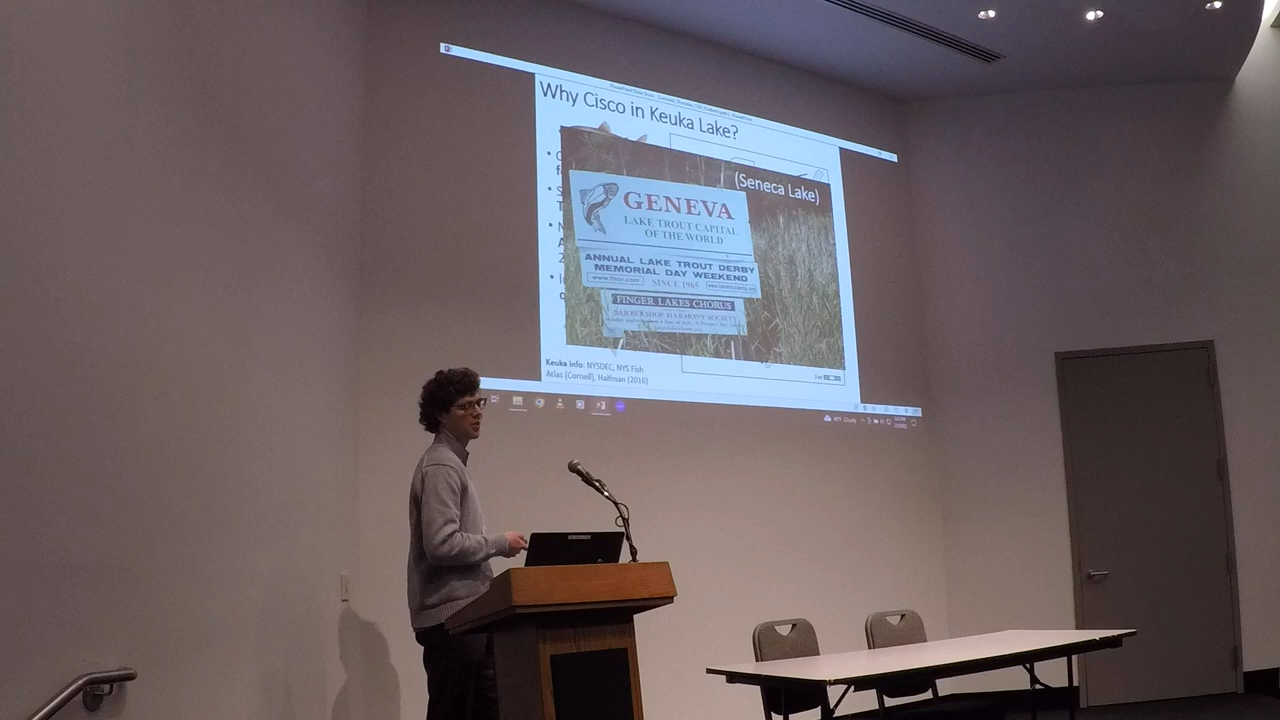 Why Cisco in Keuka Lake?
(Seneca Lake)
GENEVA
LAKE TROUT CAPITAL
OF THE WORLD
ANNUAL LAKE TROUT DERBY
MEMORIAL DAY WEEKEND
SINCE 1965
FINGER LAKES CHORUS
BARBERSHOP HARMONY SOCIETY
Keuka info: NYSDEC, NYS Fish
Atlas (Cornell), Halfman (2016)